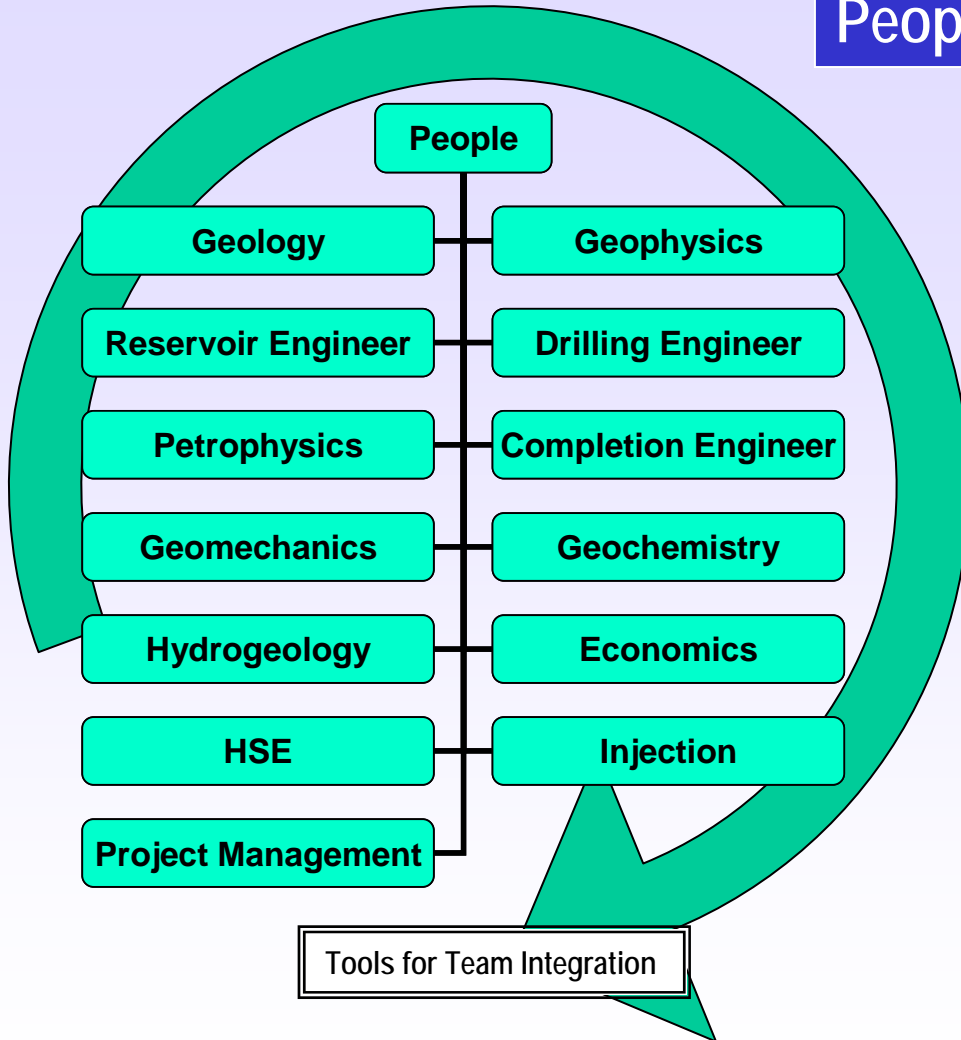 People
Geology
Geophysics
Reservoir Engineer
Drilling Engineer
Petrophysics
Completion Engineer
Geomechanics
Geochemistry
Hydrogeology
Economics
HSE
Injection
Project Management
Tools for Team Integration